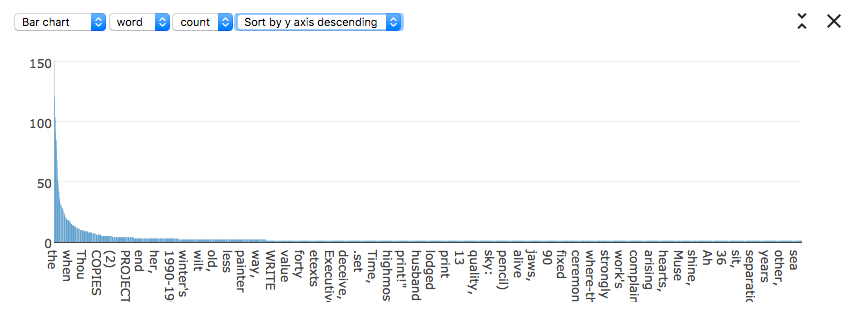 Bar chart word count Sort by y axis descending
150
100
50
0
the
when
Thou
COPIES
(2)
PROJECT
end
her,
1990-19
winter's
wilt
old,
less
painter
way,
WRITE
value
forty
etexts
Executive
deceive,
.set
Time,
highmos
print!"
husband
lodged
print
13
quality,
sky:
pencil)
alive
jaws,
90
fixed
ceremon
where-th
strongly
work's
complain
arising
hearts,
Muse
shine,
Ah
36
sit,
separatio
years
other,
sea